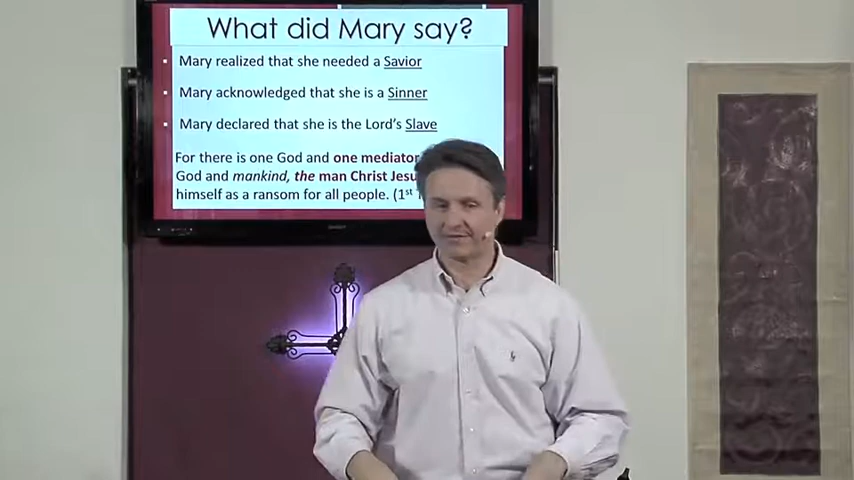 What did Mary say?
▪ Mary realized that she needed a Savior
▪ Mary acknowledged that she is a Sinner
▪ Mary declared that she is the Lord's Slave
For there is one God and one mediator
God and mankind, the man Christ Jesu
himself as a ransom for all people. (1st